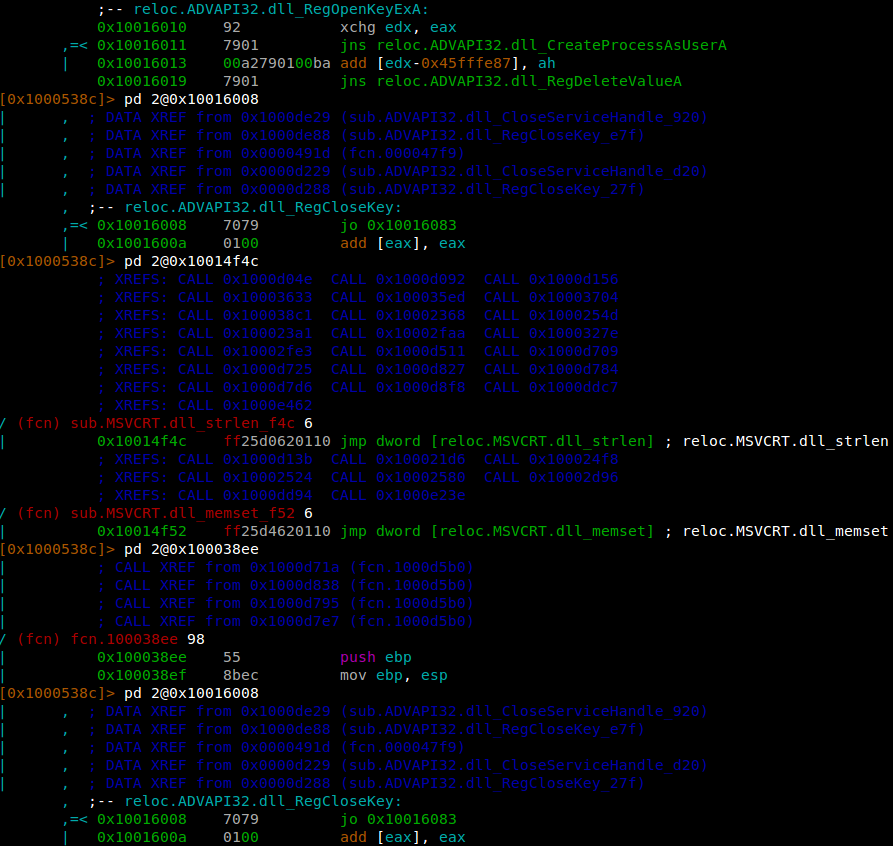 ;-- reloc.ADVAPI32.dll_RegOpenKeyExA:
0x10016010    92           xchg edx, eax
,=< 0x10016011    7901         jns reloc.ADVAPI32.dll_CreateProcessAsUserA
|   0x10016013    00a2790100ba add [edx-0x45fffe87], ah
0x10016019    7901         jns reloc.ADVAPI32.dll_RegDeleteValueA
[0x1000538c]> pd 2@0x10016008
|      ,  ; DATA XREF from 0x1000de29 (sub.ADVAPI32.dll_CloseServiceHandle_920)
|      ,  ; DATA XREF from 0x1000de88 (sub.ADVAPI32.dll_RegCloseKey_e7f)
|      ,  ; DATA XREF from 0x0000491d (fcn.000047f9)
|      ,  ; DATA XREF from 0x0000d229 (sub.ADVAPI32.dll_CloseServiceHandle_d20)
|      ,  ; DATA XREF from 0x0000d288 (sub.ADVAPI32.dll_RegCloseKey_27f)
,  ;-- reloc.ADVAPI32.dll_RegCloseKey:
,=< 0x10016008    7079         jo 0x10016083
|   0x1001600a    0100         add [eax], eax
[0x1000538c]> pd 2@0x10014f4c
; XREFS: CALL 0x1000d04e  CALL 0x1000d092  CALL 0x1000d156
; XREFS: CALL 0x10003633  CALL 0x100035ed  CALL 0x10003704
; XREFS: CALL 0x100038c1  CALL 0x10002368  CALL 0x1000254d
; XREFS: CALL 0x100023a1  CALL 0x10002faa  CALL 0x1000327e
; XREFS: CALL 0x10002fe3  CALL 0x1000d511  CALL 0x1000d709
; XREFS: CALL 0x1000d725  CALL 0x1000d827  CALL 0x1000d784
; XREFS: CALL 0x1000d7d6  CALL 0x1000d8f8  CALL 0x1000ddc7
; XREFS: CALL 0x1000e462
/ (fcn) sub.MSVCRT.dll_strlen_f4c 6
|          0x10014f4c    ff25d0620110 jmp dword [reloc.MSVCRT.dll_strlen] ; reloc.MSVCRT.dll_strlen
; XREFS: CALL 0x1000d13b  CALL 0x100021d6  CALL 0x100024f8
; XREFS: CALL 0x10002524  CALL 0x10002580  CALL 0x10002d96
; XREFS: CALL 0x1000dd94  CALL 0x1000e23e
/ (fcn) sub.MSVCRT.dll_memset_f52 6
|          0x10014f52    ff25d4620110 jmp dword [reloc.MSVCRT.dll_memset] ; reloc.MSVCRT.dll_memset
[0x1000538c]> pd 2@0x100038ee
|          ; CALL XREF from 0x1000d71a (fcn.1000d5b0)
|          ; CALL XREF from 0x1000d838 (fcn.1000d5b0)
|          ; CALL XREF from 0x1000d795 (fcn.1000d5b0)
|          ; CALL XREF from 0x1000d7e7 (fcn.1000d5b0)
/ (fcn) fcn.100038ee 98
|          0x100038ee    55           push ebp
|          0x100038ef    8bec         mov ebp, esp
[0x1000538c]> pd 2@0x10016008
|      ,  ; DATA XREF from 0x1000de29 (sub.ADVAPI32.dll_CloseServiceHandle_920)
|      ,  ; DATA XREF from 0x1000de88 (sub.ADVAPI32.dll_RegCloseKey_e7f)
|      ,  ; DATA XREF from 0x0000491d (fcn.000047f9)
|      ,  ; DATA XREF from 0x0000d229 (sub.ADVAPI32.dll_CloseServiceHandle_d20)
|      ,  ; DATA XREF from 0x0000d288 (sub.ADVAPI32.dll_RegCloseKey_27f)
,  ;-- reloc.ADVAPI32.dll_RegCloseKey:
,=< 0x10016008    7079         jo 0x10016083
|   0x1001600a    0100         add [eax], eax